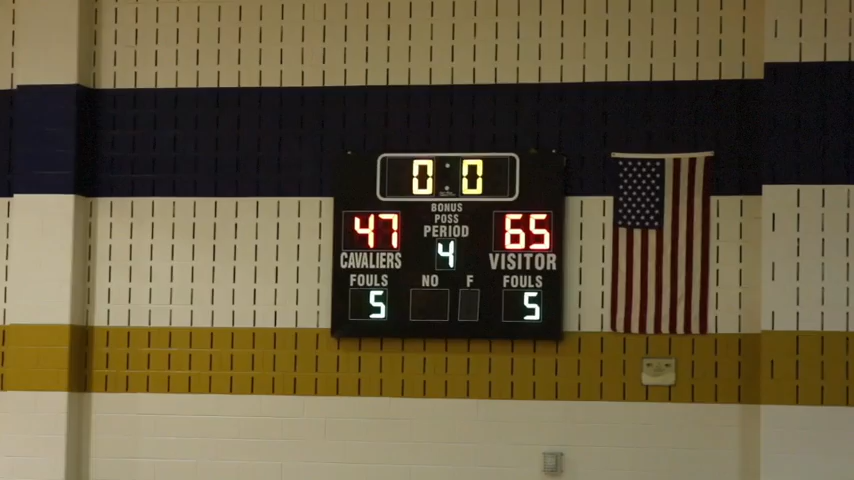 0:0
BONUS
POSS
PERIOD
47 4 65
CAVALIERS VISITOR
FOULS NO F FOULS
5 5